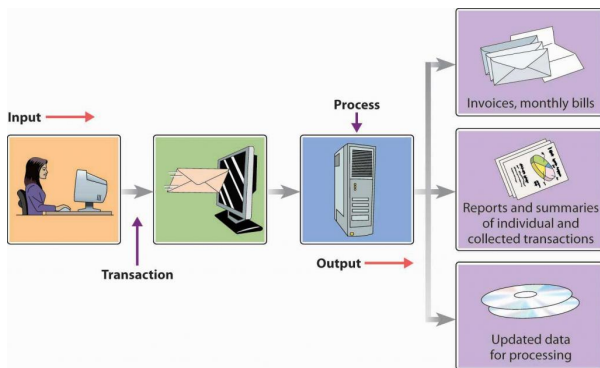 Input
Process
Transaction
Output
Invoices, monthly bills
Reports and summaries
of individual and
collected transactions
Updated data
for processing